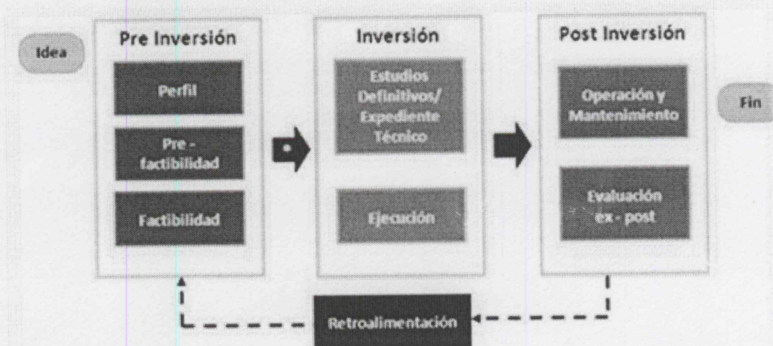 Idea
Pre Inversión
Perfil
Pre -
factibilidad
Factibilidad
Inversión
Estudios
Definitivos/
Expediente
Técnico
Ejecución
Post Inversión
Operación y
Mantenimiento
Evaluación
ex - post
Fin
Retroalimentación